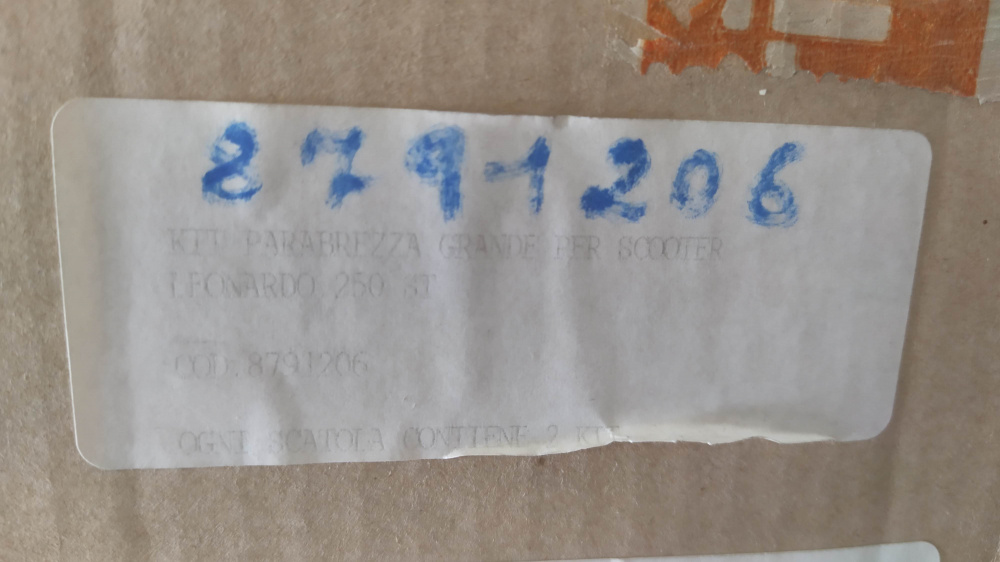 8791206
KIT PARABREZZA GRANDE PER SCOOTER
LEONARDO 250 ST
COD. 8791206
OGNI SCATOLA CONTIENE 2 KIT